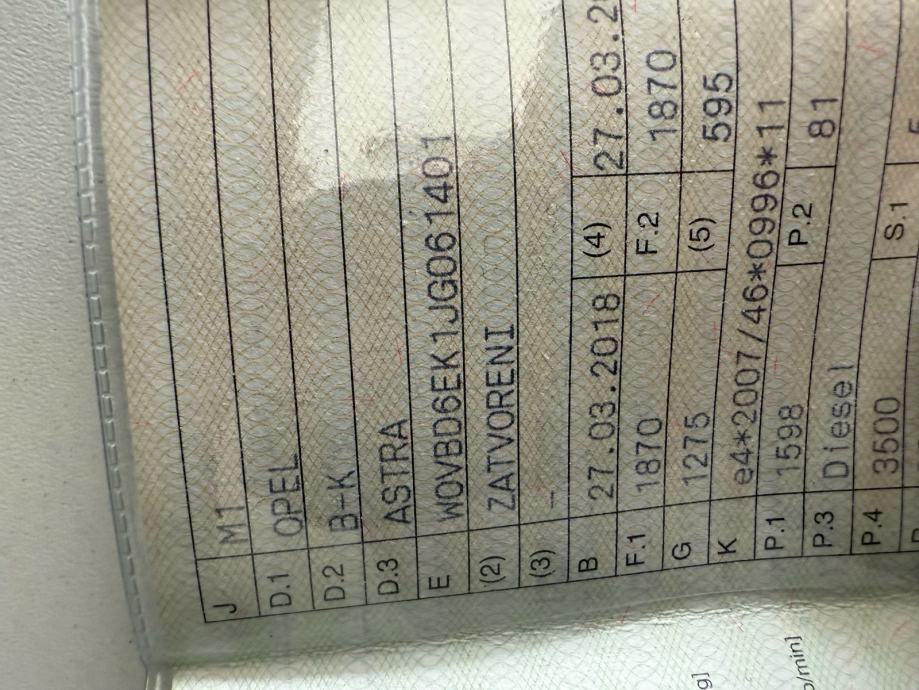 J M1
D.1 OPEL
D.2 B-K
D.3 ASTRA
E W0VBD6EK1JG061401
(2) ZATVORENI
(3) –
B 27.03.2018 (4) 27.03.2
F.1 1870 F.2 1870
G 1275 (5) 595
K e4*2007/46*0996*11
P.1 1598 P.2 81
P.3 Diesel
P.4 3500 S.1 5
g]
/min]